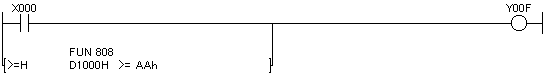 X000 Y00F
FUN 808
[>=H D1000H >= AAh ]